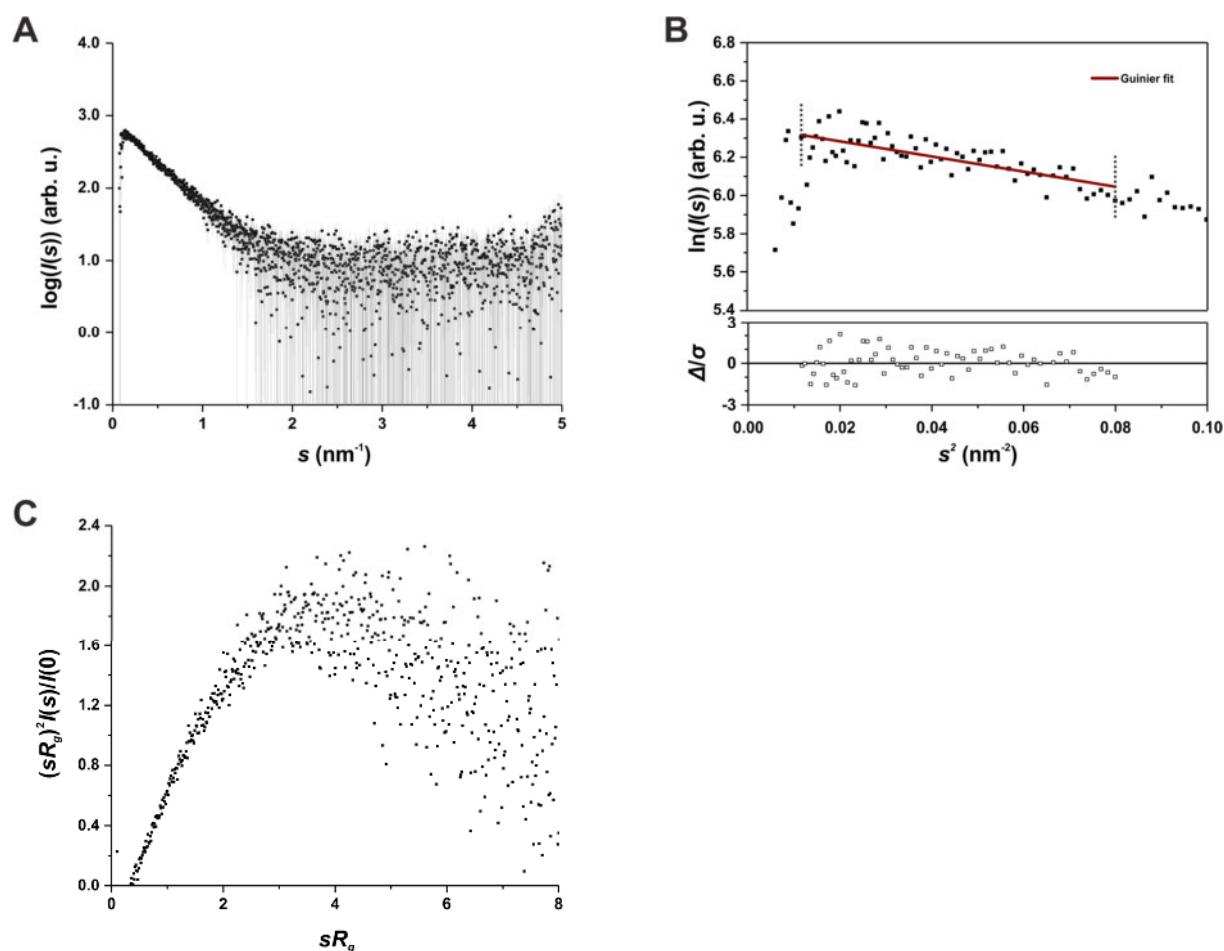 A
4.0
3.0
2.0
1.0
0.0
-1.0
log(I(s)) (arb. u.)
0 1 2 3 4 5
s (nm⁻¹)
B
6.8
6.6
6.4
6.2
6.0
5.8
5.6
5.4
ln(I(s)) (arb. u.)
Guinier fit
3
0
-3
Δ/σ
0.00 0.02 0.04 0.06 0.08 0.10
s² (nm⁻²)
C
2.4
2.0
1.6
1.2
0.8
0.4
0.0
(sR_g)²I(s)/I(0)
0 2 4 6 8
sR_g